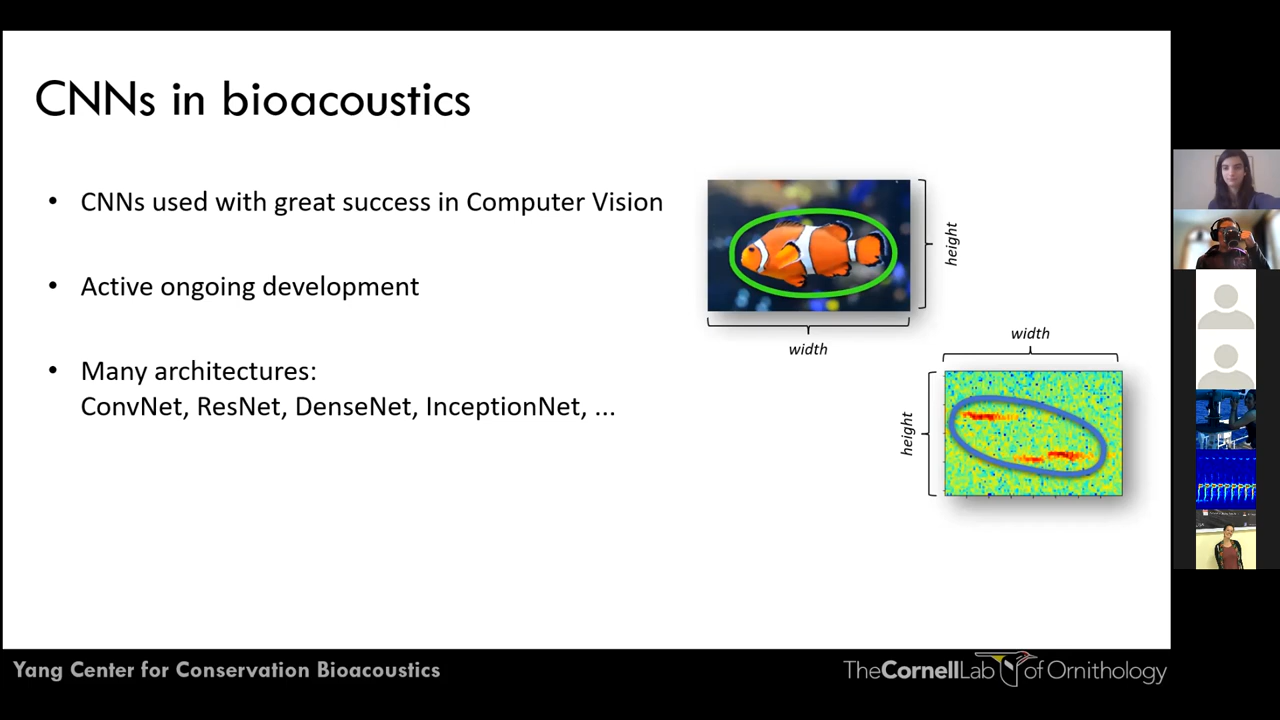 CNNs in bioacoustics
• CNNs used with great success in Computer Vision
• Active ongoing development
• Many architectures:
ConvNet, ResNet, DenseNet, InceptionNet, ...
height
width
width
height
Yang Center for Conservation Bioacoustics
TheCornellLab of Ornithology